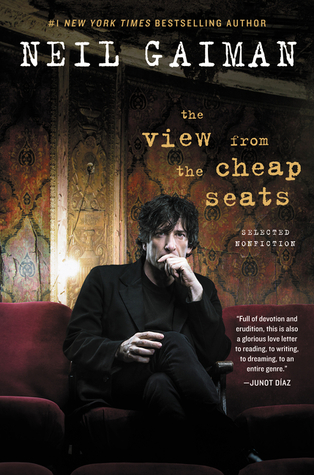 #1 NEW YORK TIMES BESTSELLING AUTHOR
NEIL GAIMAN
the
view from
the cheap
seats
SELECTED
NONFICTION
"Full of devotion and
erudition, this is also
a glorious love letter
to reading, to writing,
to dreaming, to an
entire genre."
—JUNOT DÍAZ